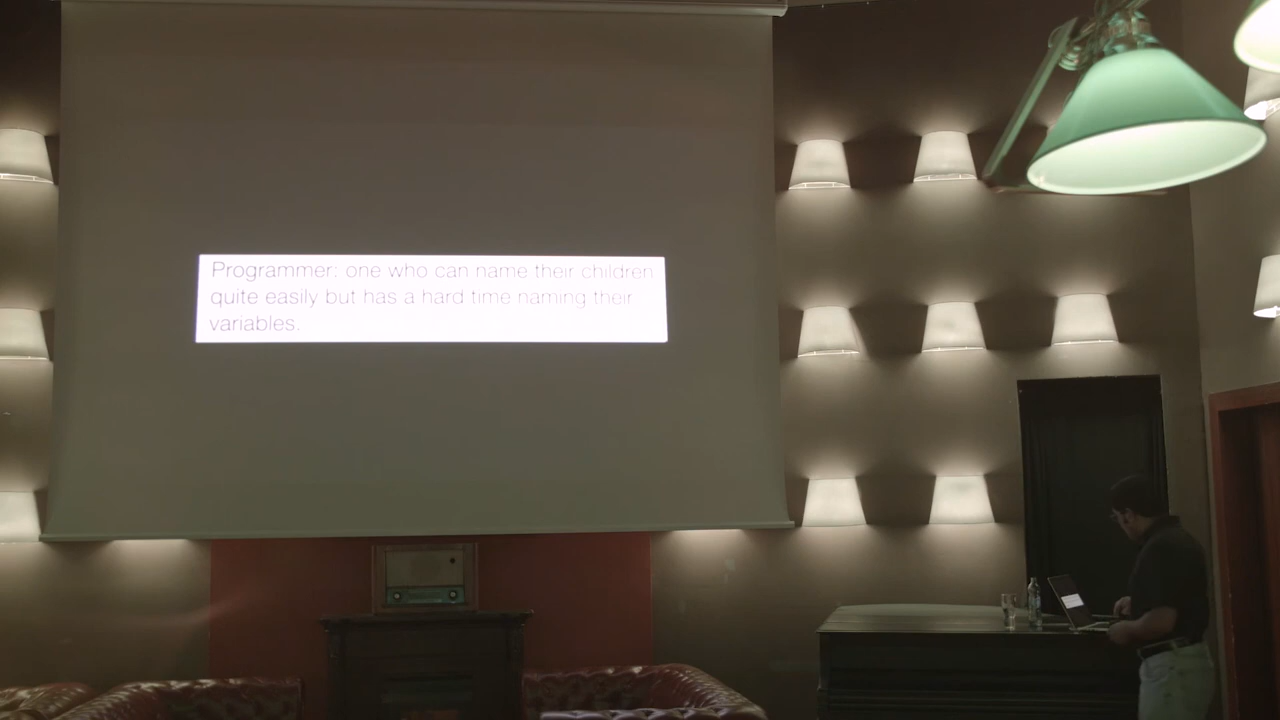 Programmer: one who can name their children
quite easily but has a hard time naming their
variables.